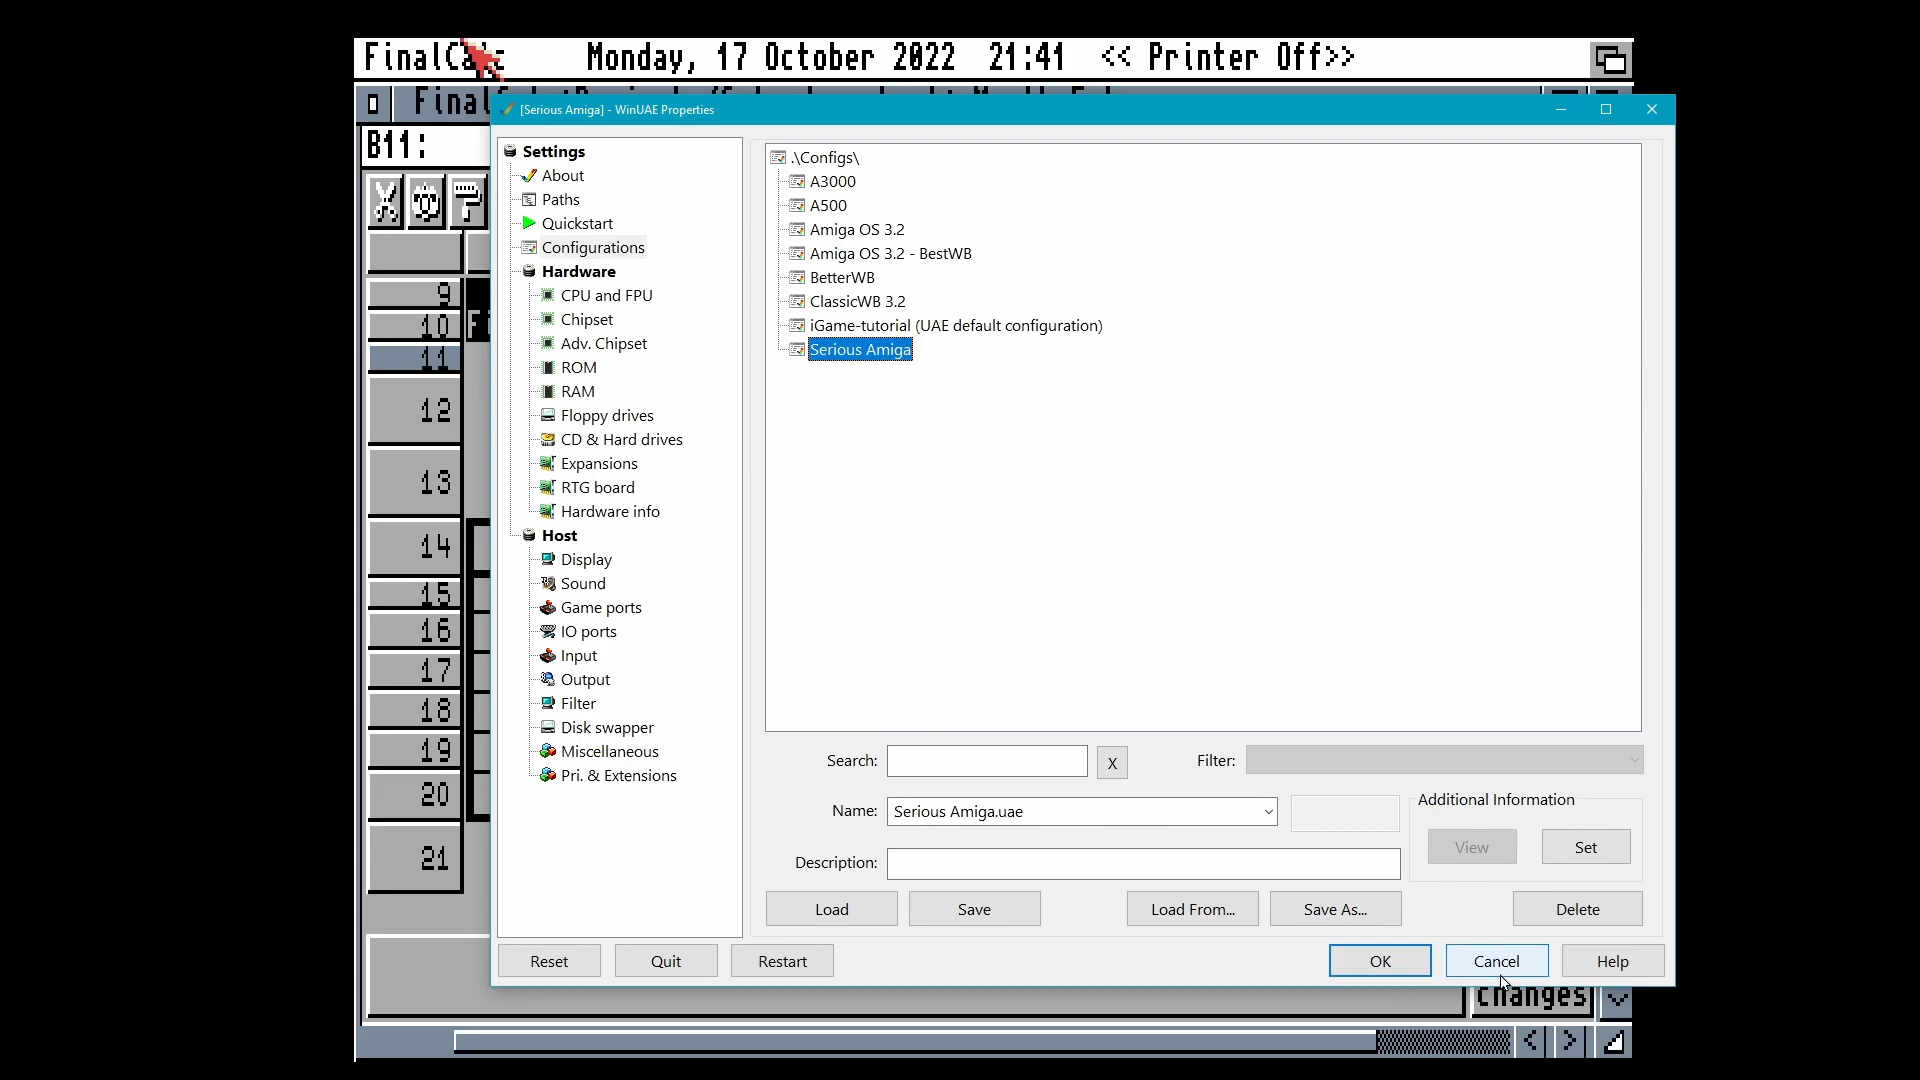 Monday, 17 October 2022 21:41 << Printer Off>>
[Serious Amiga] - WinUAE Properties
B11:
Settings
About
Paths
Quickstart
Configurations
Hardware
CPU and FPU
Chipset
Adv. Chipset
ROM
RAM
Floppy drives
CD & Hard drives
Expansions
RTG board
Hardware info
Host
Display
Sound
Game ports
IO ports
Input
Output
Filter
Disk swapper
Miscellaneous
Pri. & Extensions
.\Configs\
A3000
A500
Amiga OS 3.2
Amiga OS 3.2 - BestWB
BetterWB
ClassicWB 3.2
iGame-tutorial (UAE default configuration)
Serious Amiga
9
10
11
12
13
14
15
16
17
18
19
20
21
Search:
X
Filter:
Name:
Serious Amiga.uae
Additional Information
View
Set
Description:
Load
Save
Load From...
Save As...
Delete
Reset
Quit
Restart
OK
Cancel
Help
changes